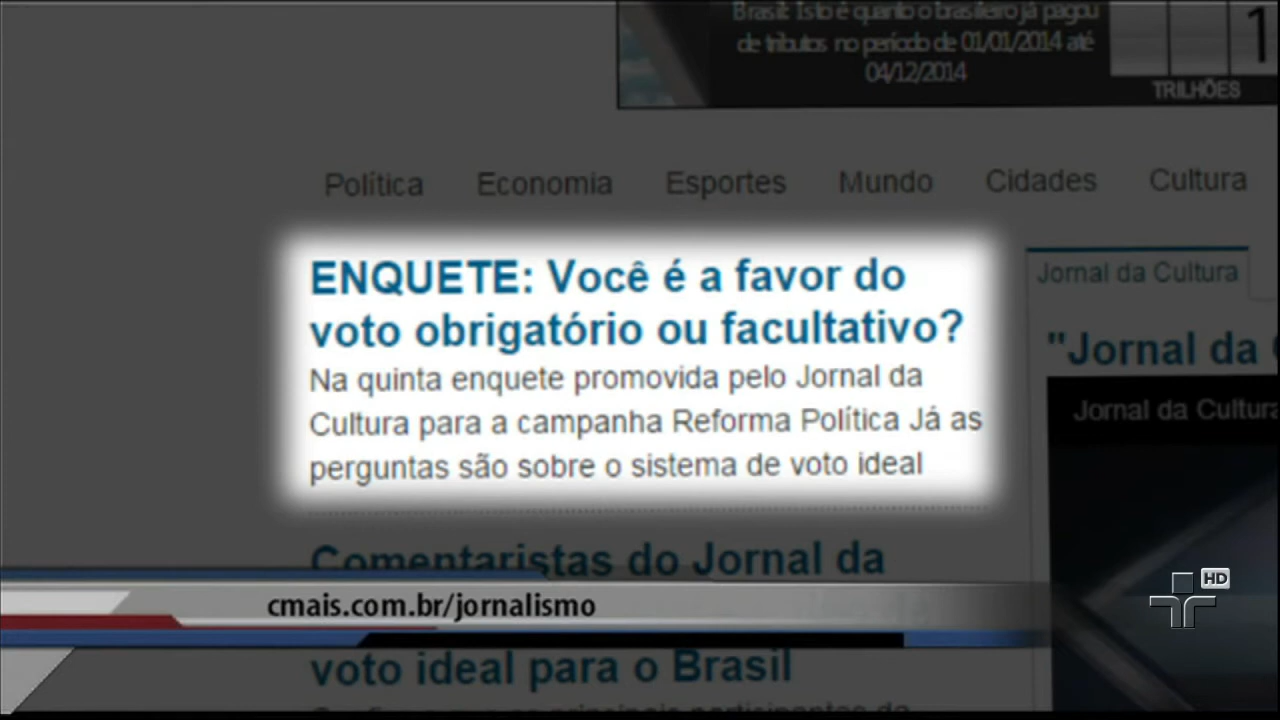 Brasil: Isto é quanto o brasileiro já pagou
de tributos no período de 01/01/2014 até
04/12/2014
1
TRILHÕES
Política Economia Esportes Mundo Cidades Cultura
ENQUETE: Você é a favor do
voto obrigatório ou facultativo?
Na quinta enquete promovida pelo Jornal da
Cultura para a campanha Reforma Política Já as
perguntas são sobre o sistema de voto ideal
Jornal da Cultura
"Jornal da
Jornal da Cultura
Comentaristas do Jornal da
cmais.com.br/jornalismo
HD
voto ideal para o Brasil